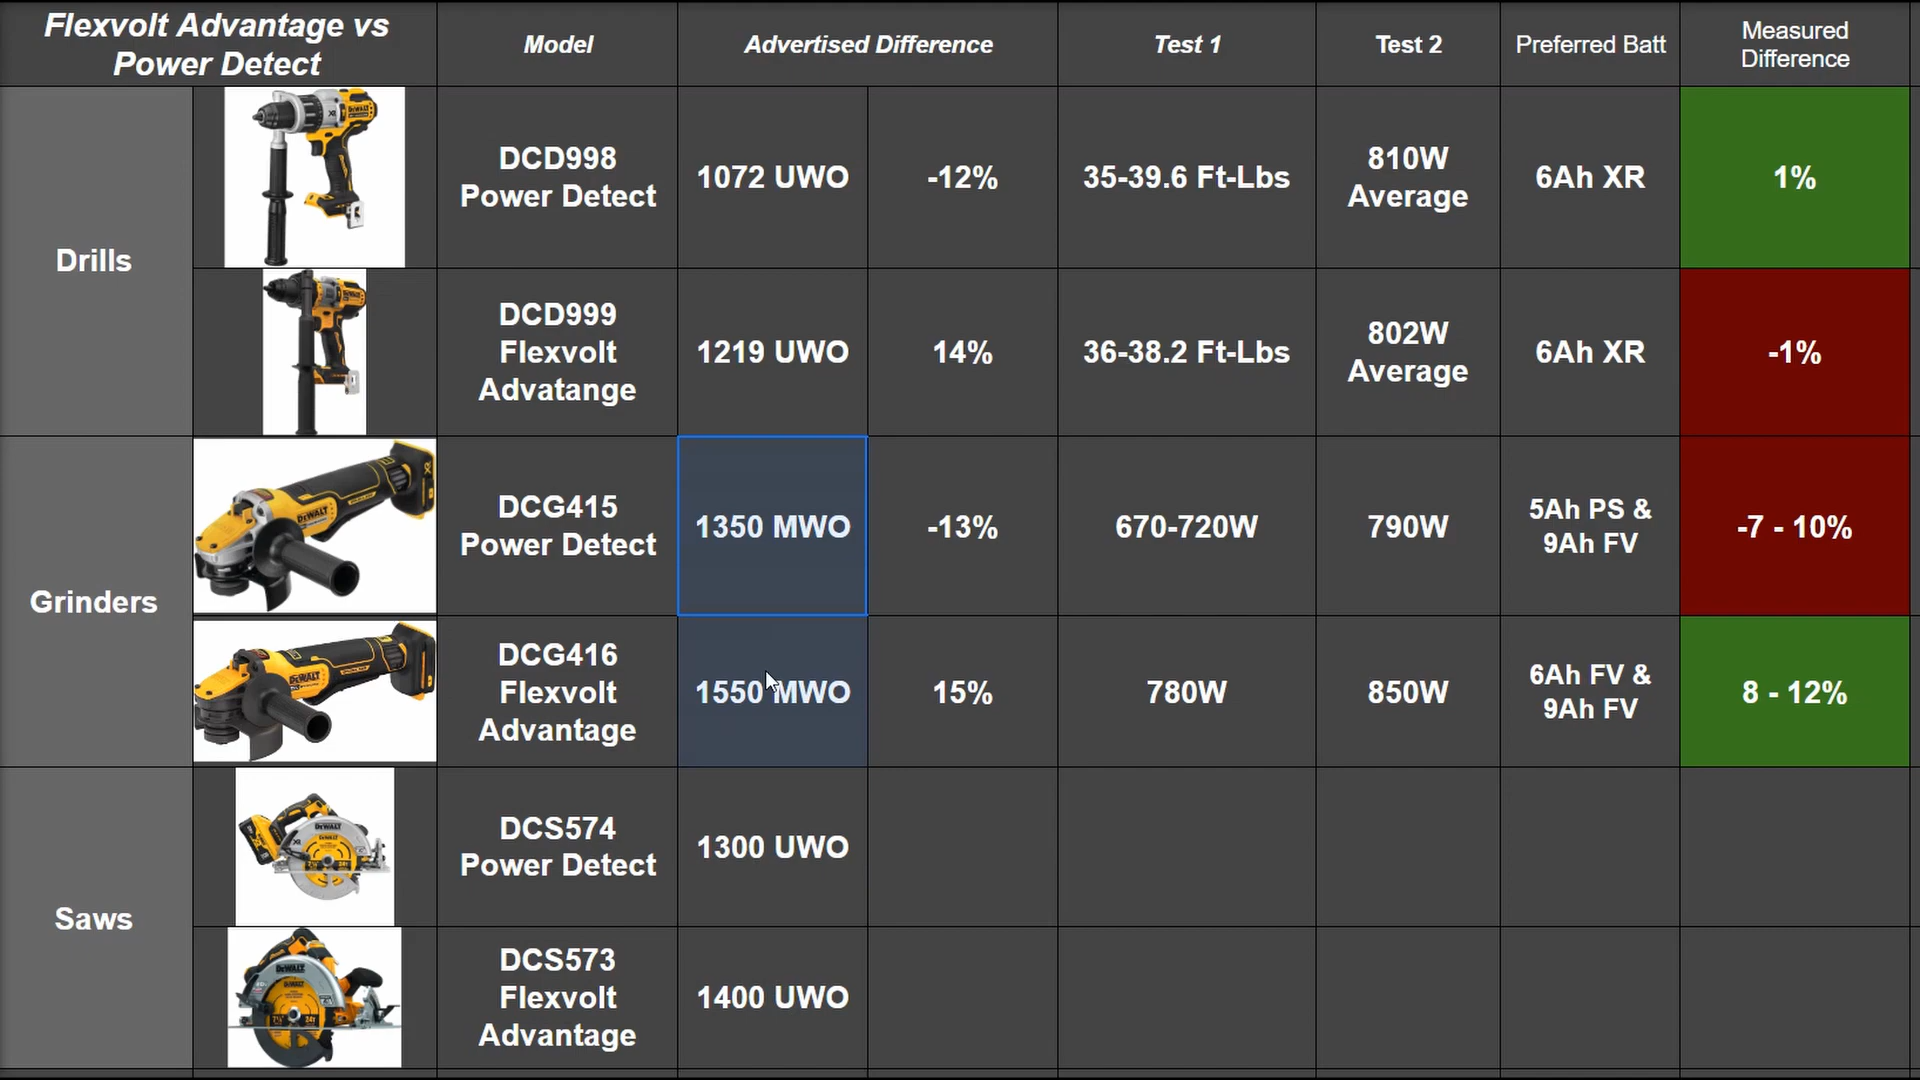 Flexvolt Advantage vs
Power Detect
Model
Advertised Difference
Test 1
Test 2
Preferred Batt
Measured
Difference
Drills
DCD998
Power Detect
1072 UWO
-12%
35-39.6 Ft-Lbs
810W
Average
6Ah XR
1%
DCD999
Flexvolt
Advatange
1219 UWO
14%
36-38.2 Ft-Lbs
802W
Average
6Ah XR
-1%
Grinders
DEWALT
DCG415
Power Detect
1350 MWO
-13%
670-720W
790W
5Ah PS &
9Ah FV
-7 - 10%
DEWALT
DCG416
Flexvolt
Advantage
1550 MWO
15%
780W
850W
6Ah FV &
9Ah FV
8 - 12%
Saws
DEWALT
DCS574
Power Detect
1300 UWO
DEWALT
DCS573
Flexvolt
Advantage
1400 UWO